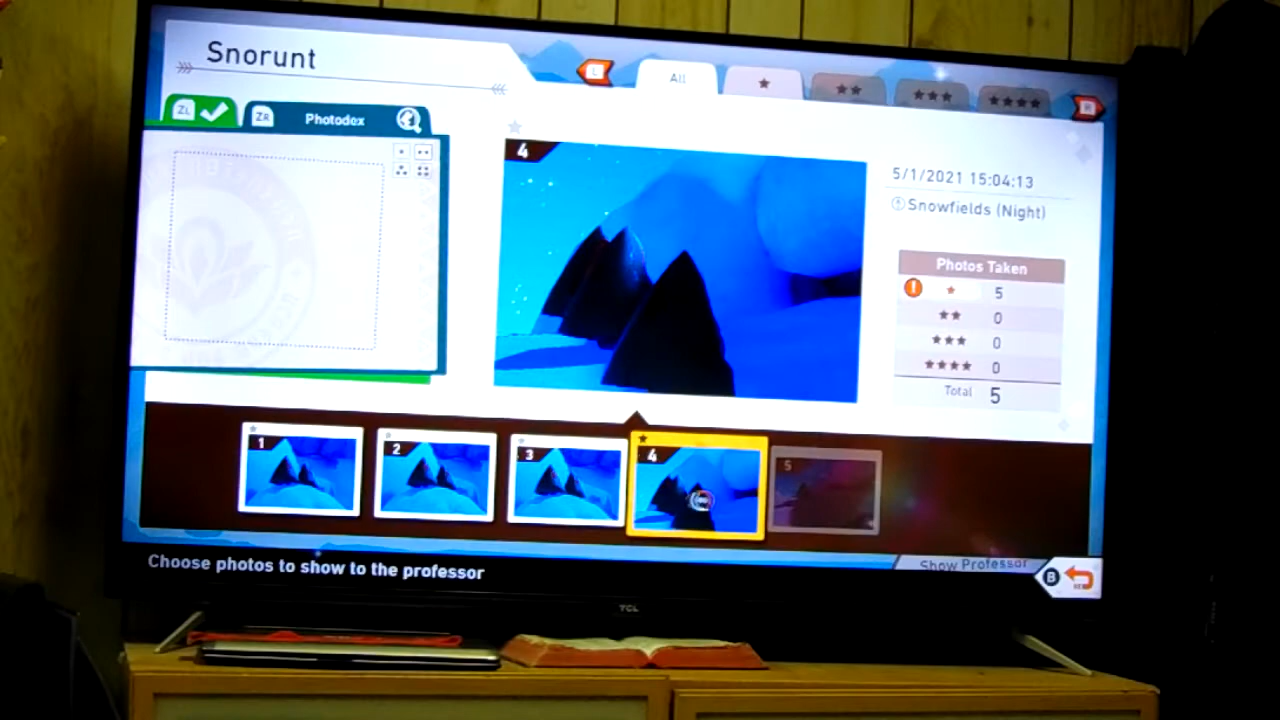 Snorunt
L
All
R
ZL
ZR
Photodex
4
5/1/2021 15:04:13
Snowfields (Night)
Photos Taken
! 5
0
0
0
Total 5
1
2
3
4
5
Choose photos to show to the professor
Show Professor
B
TCL